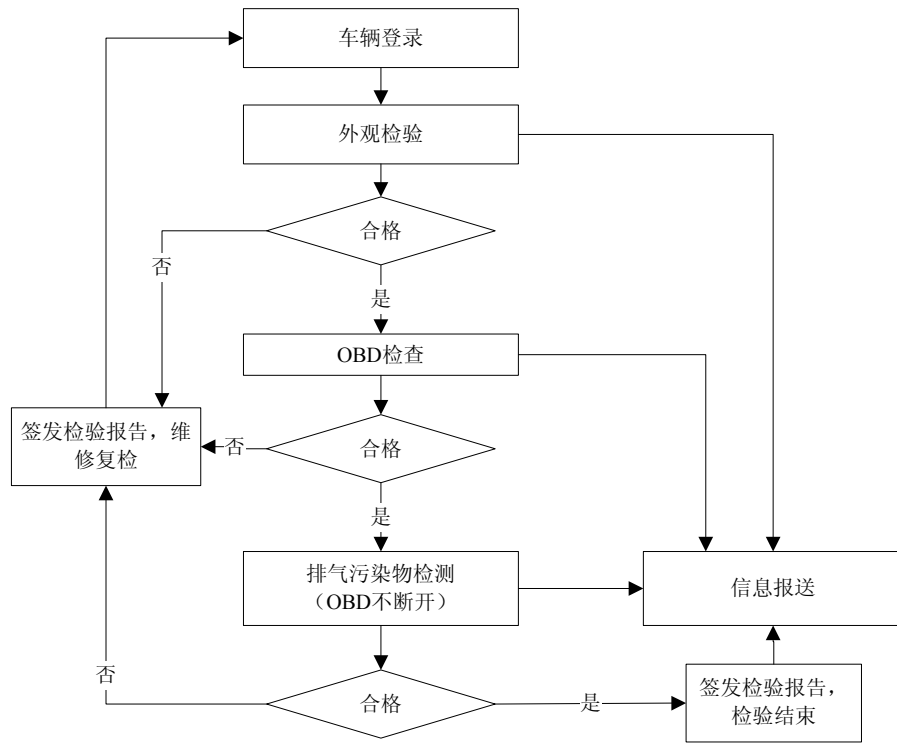 车辆登录
外观检验
合格
否
是
OBD检查
签发检验报告，维
修复检
否
合格
是
排气污染物检测
（OBD不断开）
信息报送
否
合格
是
签发检验报告，
检验结束